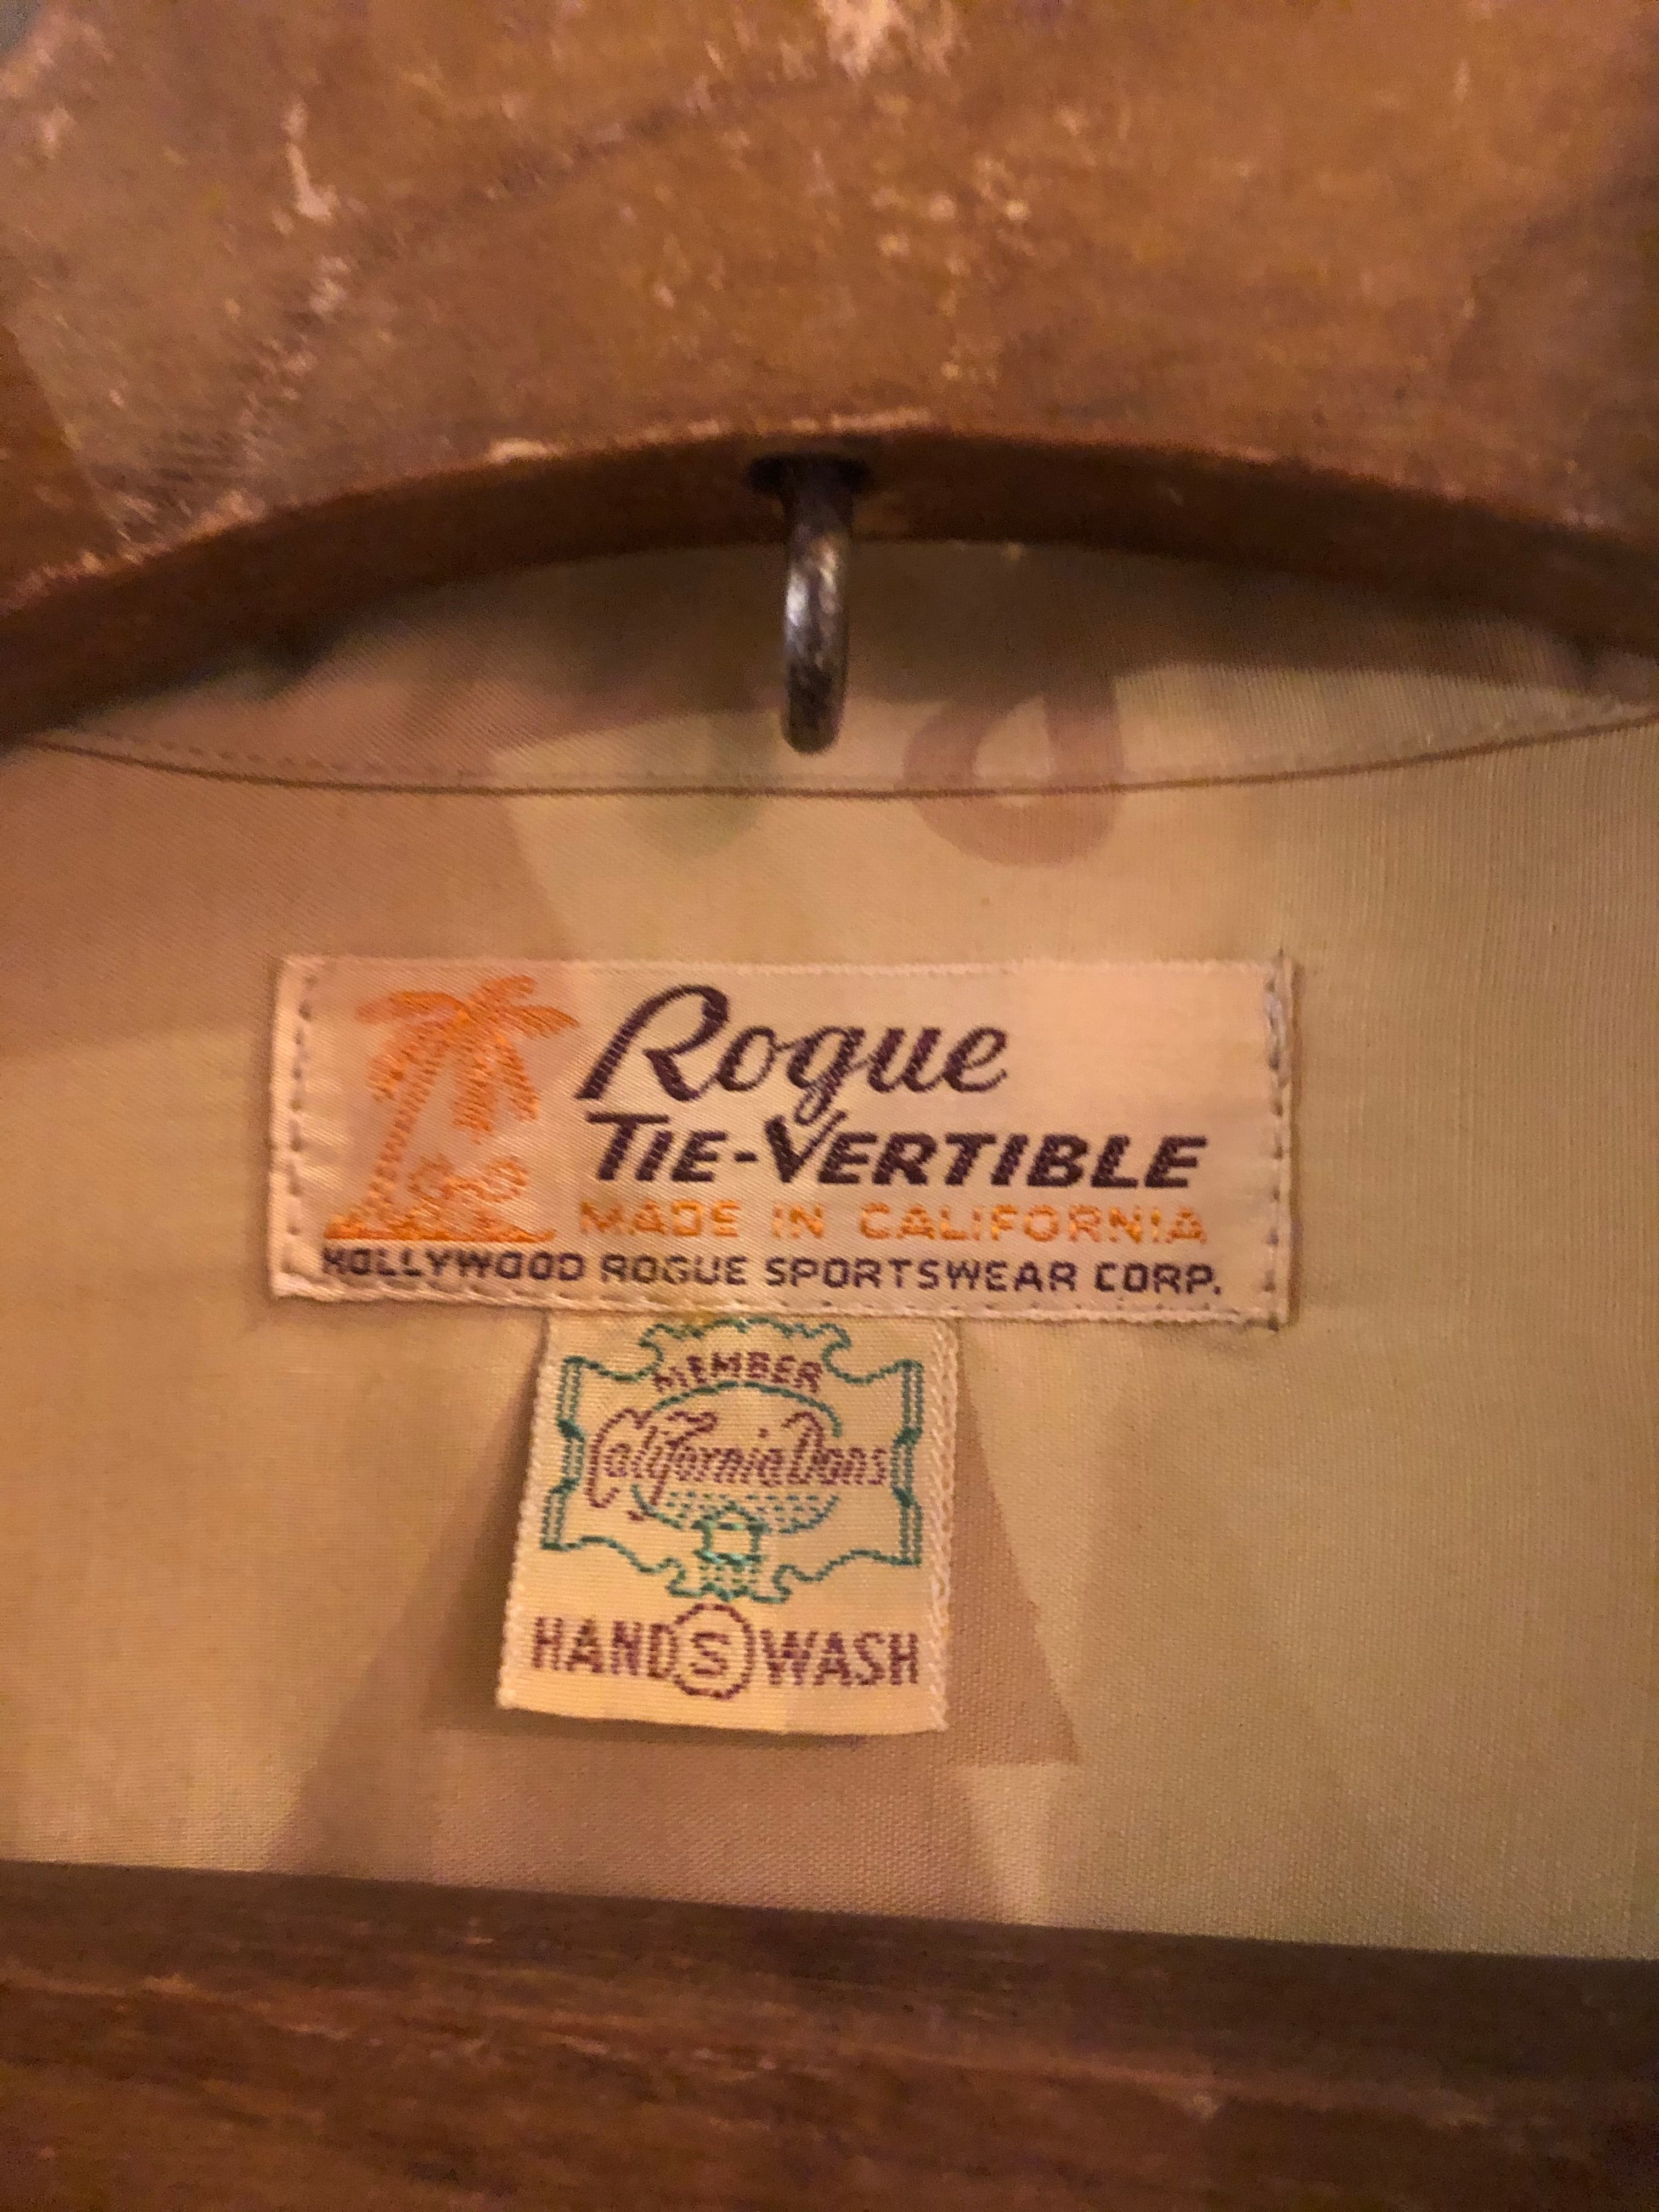 Rogue
TIE-VERTIBLE
MADE IN CALIFORNIA
HOLLYWOOD ROGUE SPORTSWEAR CORP.
MEMBER
California Dons
HAND S WASH